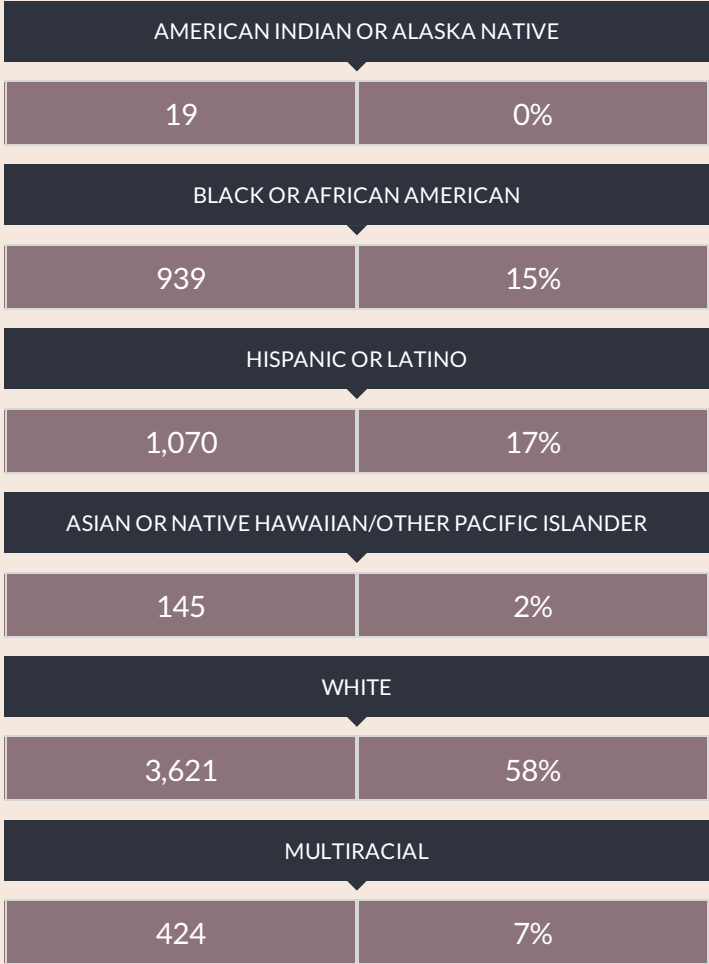 AMERICAN INDIAN OR ALASKA NATIVE
19 0%
BLACK OR AFRICAN AMERICAN
939 15%
HISPANIC OR LATINO
1,070 17%
ASIAN OR NATIVE HAWAIIAN/OTHER PACIFIC ISLANDER
145 2%
WHITE
3,621 58%
MULTIRACIAL
424 7%